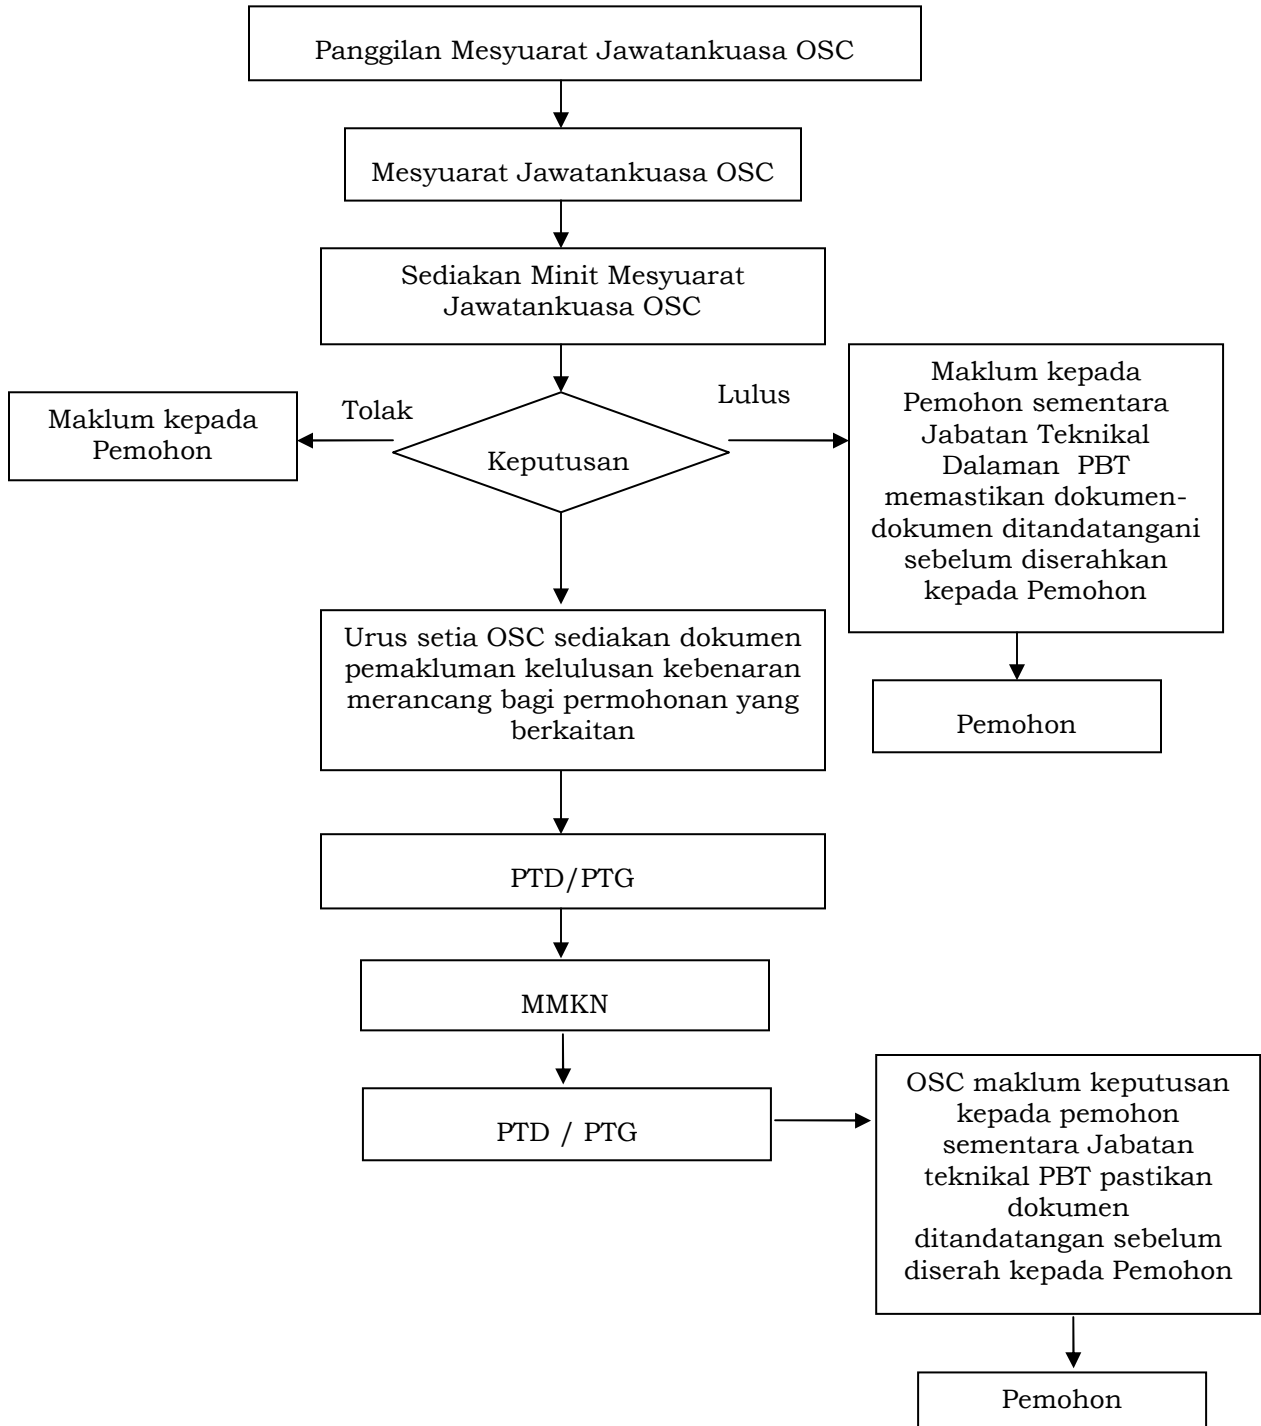 Panggilan Mesyuarat Jawatankuasa OSC
Mesyuarat Jawatankuasa OSC
Sediakan Minit Mesyuarat
Jawatankuasa OSC
Maklum kepada
Pemohon
Tolak
Keputusan
Lulus
Maklum kepada
Pemohon sementara
Jabatan Teknikal
Dalaman PBT
memastikan dokumen-
dokumen ditandatangani
sebelum diserahkan
kepada Pemohon
Pemohon
Urus setia OSC sediakan dokumen
pemakluman kelulusan kebenaran
merancang bagi permohonan yang
berkaitan
PTD/PTG
MMKN
PTD / PTG
OSC maklum keputusan
kepada pemohon
sementara Jabatan
teknikal PBT pastikan
dokumen
ditandatangan sebelum
diserah kepada Pemohon
Pemohon